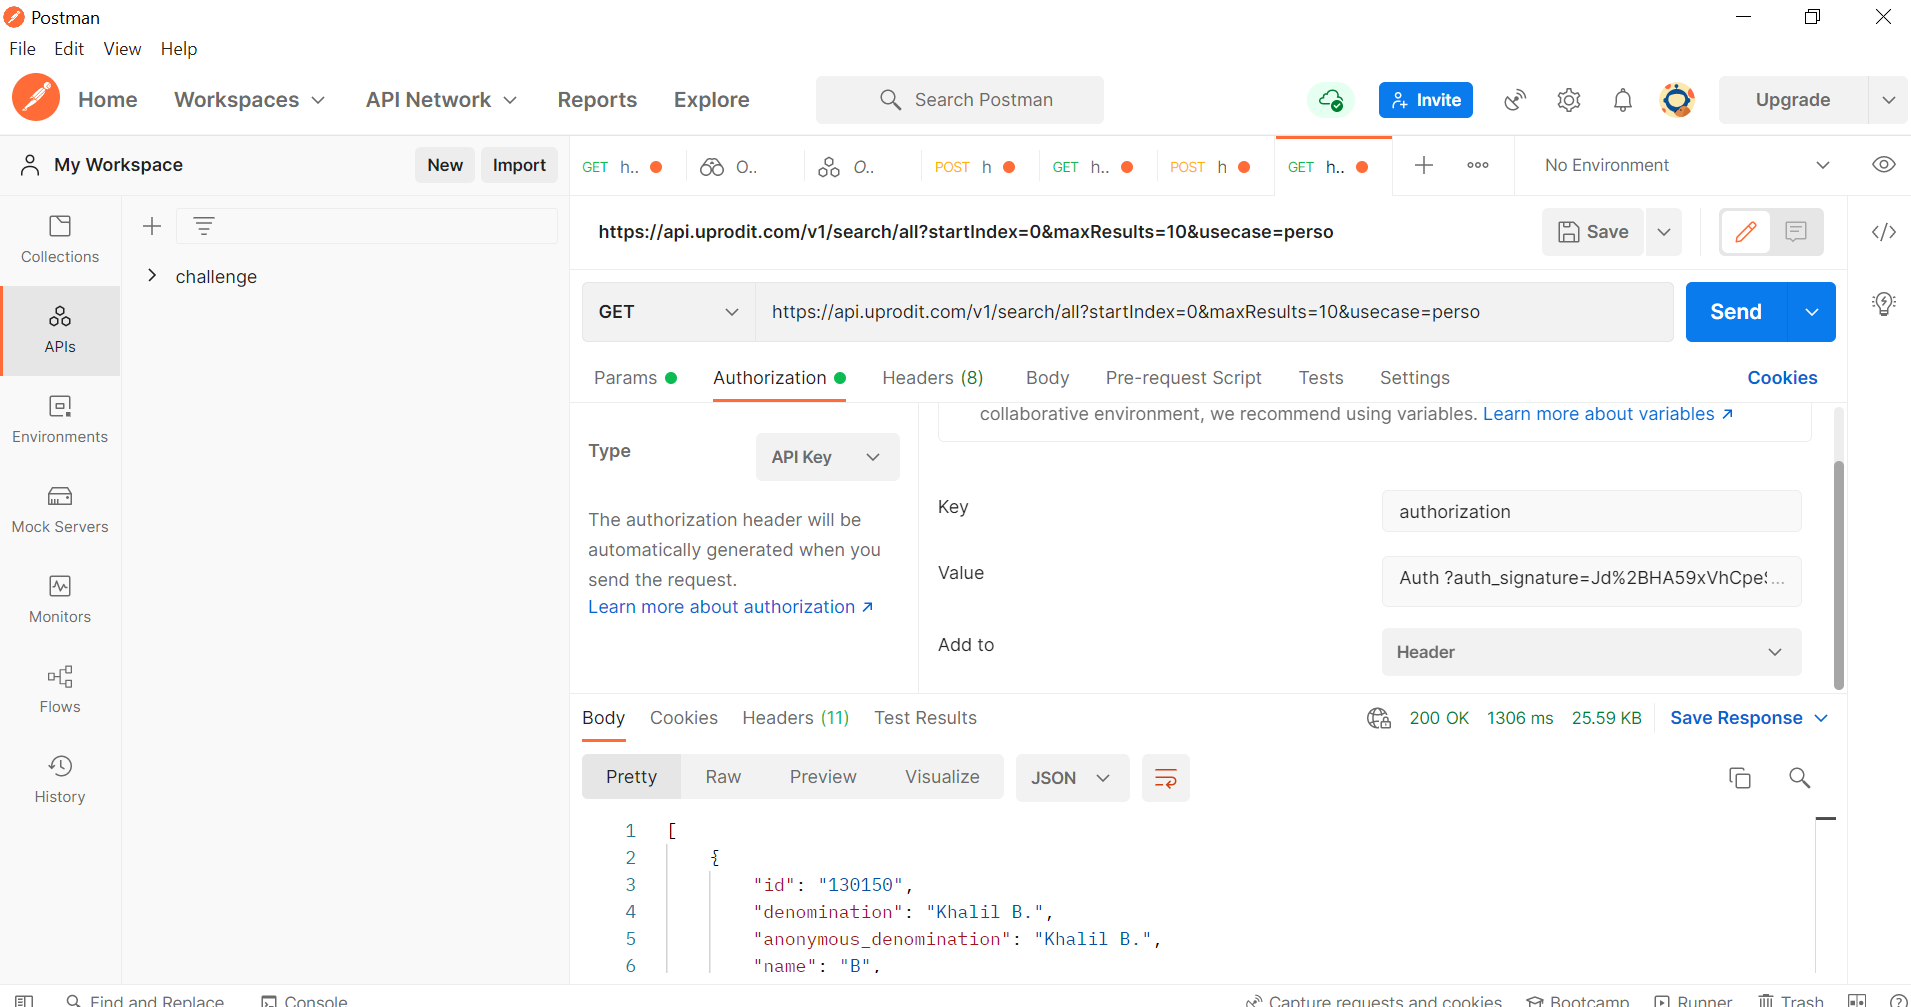 Postman
File Edit View Help
Home Workspaces API Network Reports Explore Search Postman Invite Upgrade
My Workspace New Import GET h.. O.. O.. POST h GET h.. POST h GET h.. No Environment
https://api.uprodit.com/v1/search/all?startIndex=0&maxResults=10&usecase=perso Save
Collections
challenge
GET https://api.uprodit.com/v1/search/all?startIndex=0&maxResults=10&usecase=perso Send
APIs
Params Authorization Headers (8) Body Pre-request Script Tests Settings Cookies
collaborative environment, we recommend using variables. Learn more about variables ↗
Environments
Type API Key
Key authorization
The authorization header will be
automatically generated when you
send the request.
Learn more about authorization ↗
Mock Servers
Value Auth ?auth_signature=Jd%2BHA59xVhCpe...
Monitors
Add to Header
Flows
Body Cookies Headers (11) Test Results 200 OK 1306 ms 25.59 KB Save Response
Pretty Raw Preview Visualize JSON
History
1 [
2 {
3 "id": "130150",
4 "denomination": "Khalil B.",
5 "anonymous_denomination": "Khalil B.",
6 "name": "B",
Find and Replace Console Capture requests and cookies Bootcamp Runner Trash